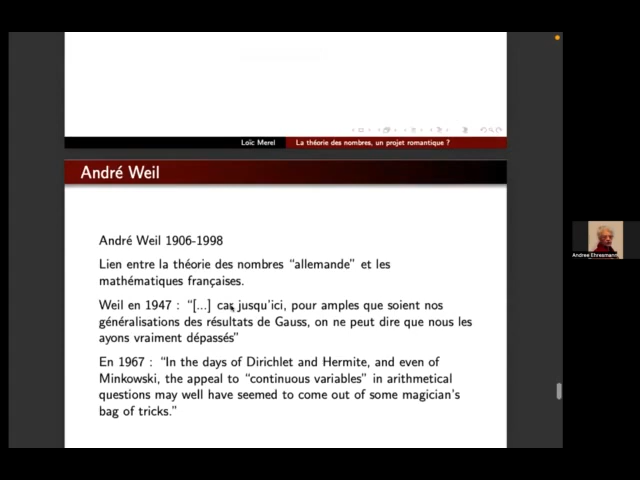 Loïc Merel
La théorie des nombres, un projet romantique ?
André Weil
André Weil 1906-1998
Lien entre la théorie des nombres “allemande” et les
mathématiques françaises.
Weil en 1947 : “[...] car jusqu’ici, pour amples que soient nos
généralisations des résultats de Gauss, on ne peut dire que nous les
ayons vraiment dépassés”
En 1967 : “In the days of Dirichlet and Hermite, and even of
Minkowski, the appeal to “continuous variables” in arithmetical
questions may well have seemed to come out of some magician’s
bag of tricks.”
Andree Ehresmann